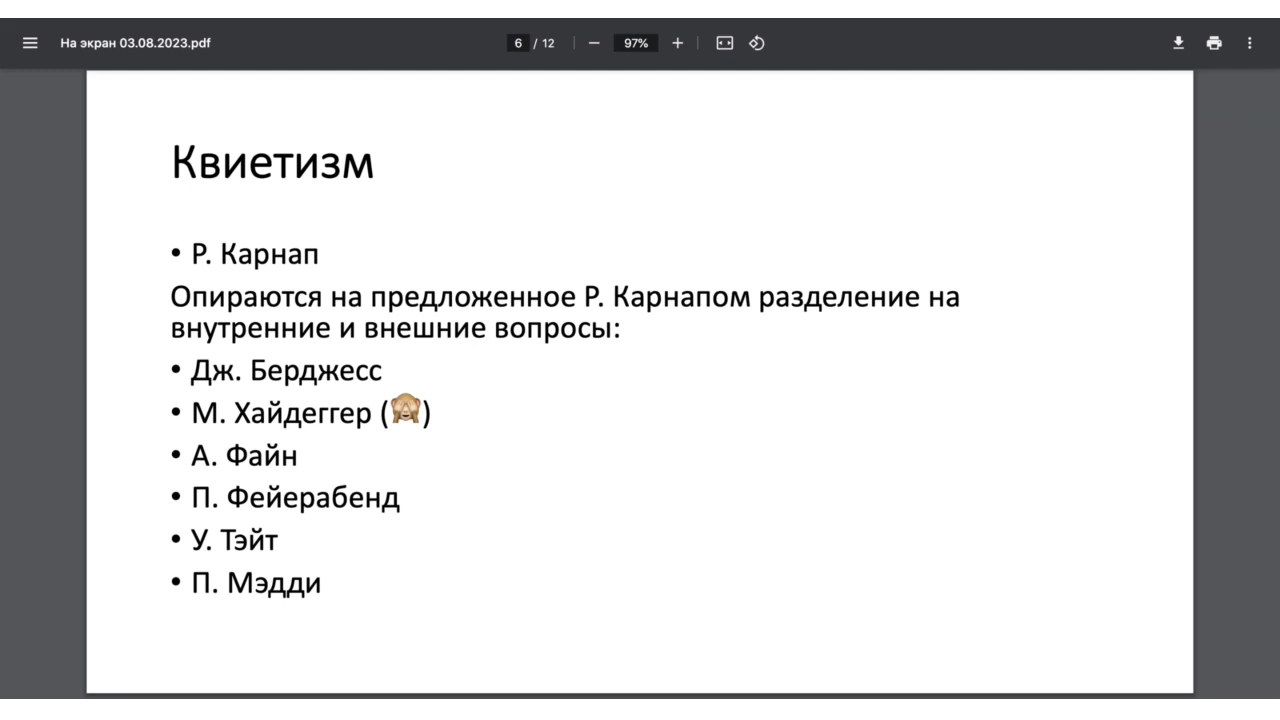 На экран 03.08.2023.pdf
6 / 12
97%
Квиетизм
• Р. Карнап
Опираются на предложенное Р. Карнапом разделение на
внутренние и внешние вопросы:
• Дж. Берджесс
• М. Хайдеггер (🙈)
• А. Файн
• П. Фейерабенд
• У. Тэйт
• П. Мэдди